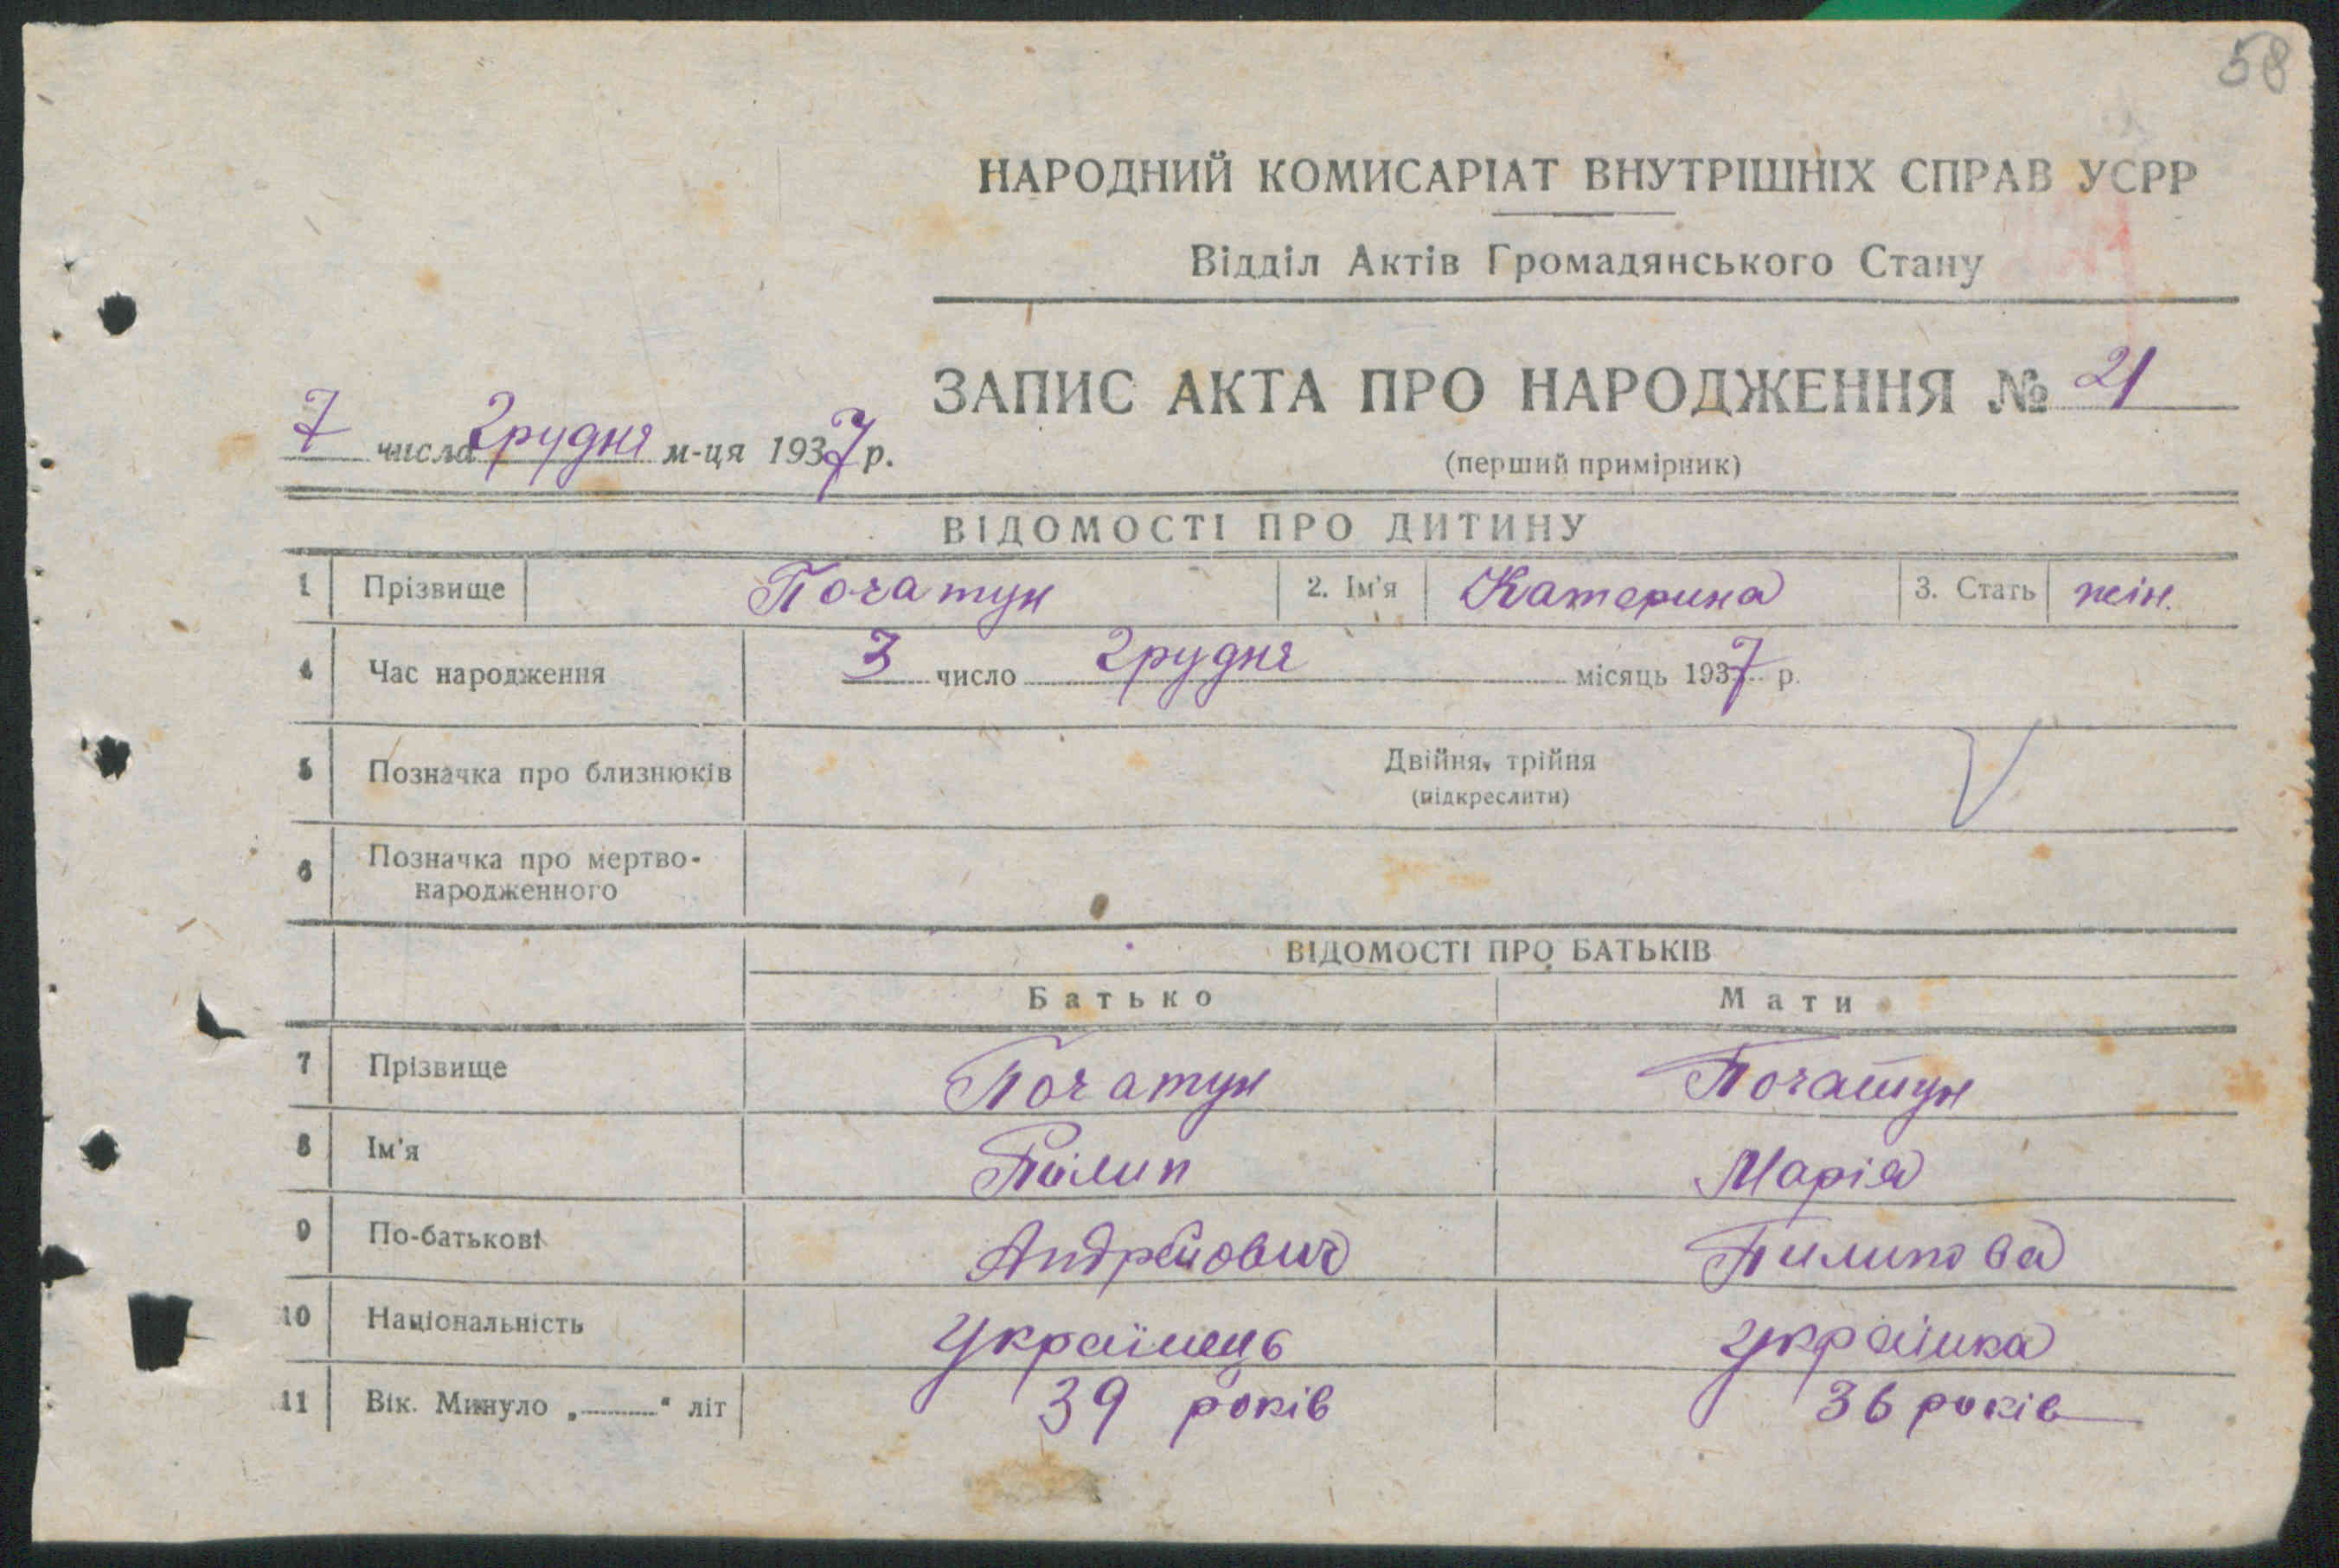 58
НАРОДНИЙ КОМИСАРІАТ ВНУТРІШНІХ СПРАВ УСРР
Відділ Актів Громадянського Стану
ЗАПИС АКТА ПРО НАРОДЖЕННЯ № 21
7 числа грудня м-ця 1937 р.
(перший примірник)
ВІДОМОСТІ ПРО ДИТИНУ
1 Прізвище Початун 2. Ім'я Катерина 3. Стать жін.
4 Час народження 3 число грудня місяць 1937 р.
5 Позначка про близнюків Двійня, трійня
(підкреслити)
6 Позначка про мертво-
народженного
ВІДОМОСТІ ПРО БАТЬКІВ
Батько Мати
7 Прізвище Початун Початун
8 Ім'я Пилип Марія
9 По-батькові Андрейович Пилипова
10 Національність Українець Українка
11 Вік. Минуло „ “ літ 39 років 36 років